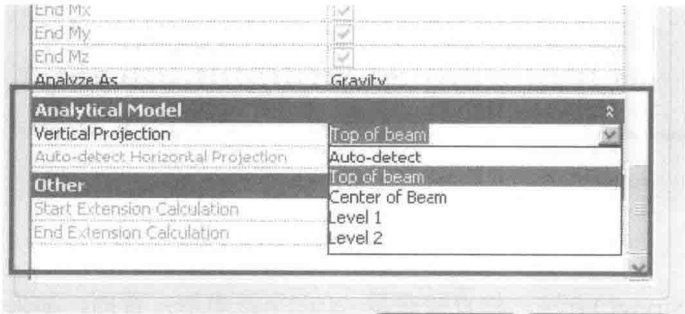 End Mx
End My
End Mz
Analyze As Gravity
Analytical Model
Vertical Projection Top of beam
Auto-detect Horizontal Projection Auto-detect
Top of beam
Other
Center of Beam
Start Extension Calculation Level 1
End Extension Calculation Level 2